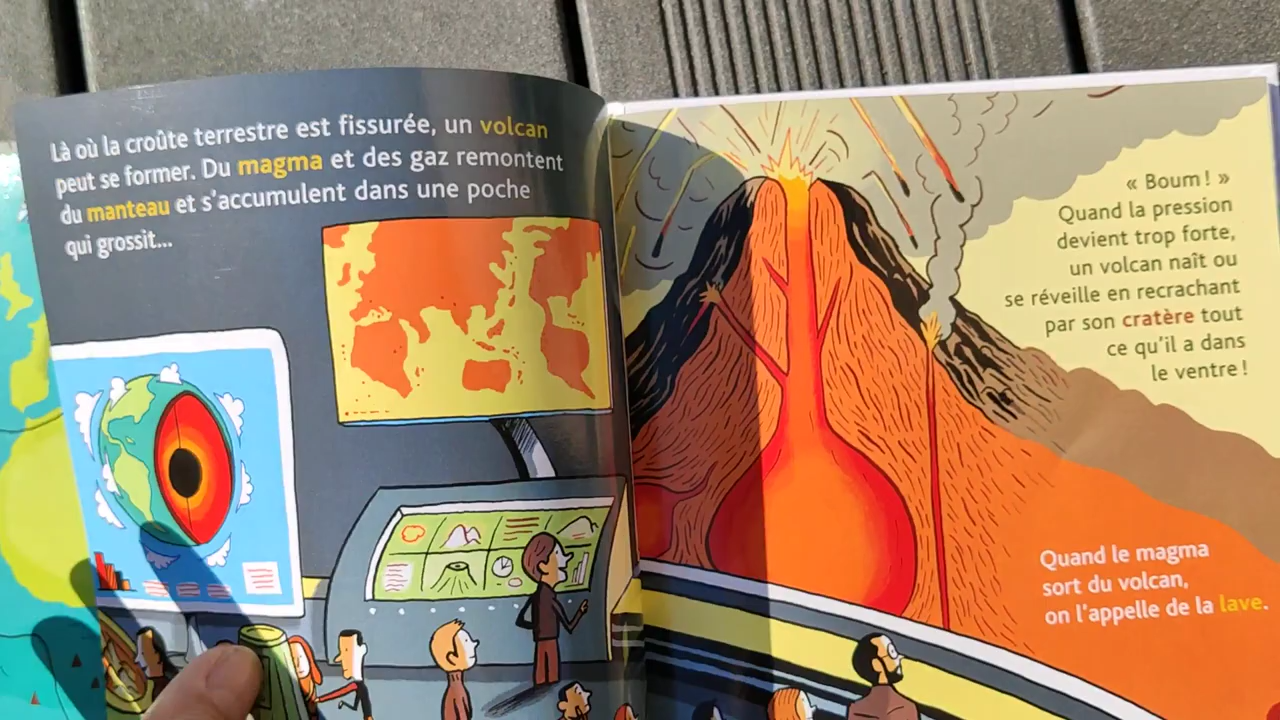 Là où la croûte terrestre est fissurée, un volcan
peut se former. Du magma et des gaz remontent
du manteau et s'accumulent dans une poche
qui grossit...
« Boum ! »
Quand la pression
devient trop forte,
un volcan naît ou
se réveille en recrachant
par son cratère tout
ce qu'il a dans
le ventre !
Quand le magma
sort du volcan,
on l'appelle de la lave.